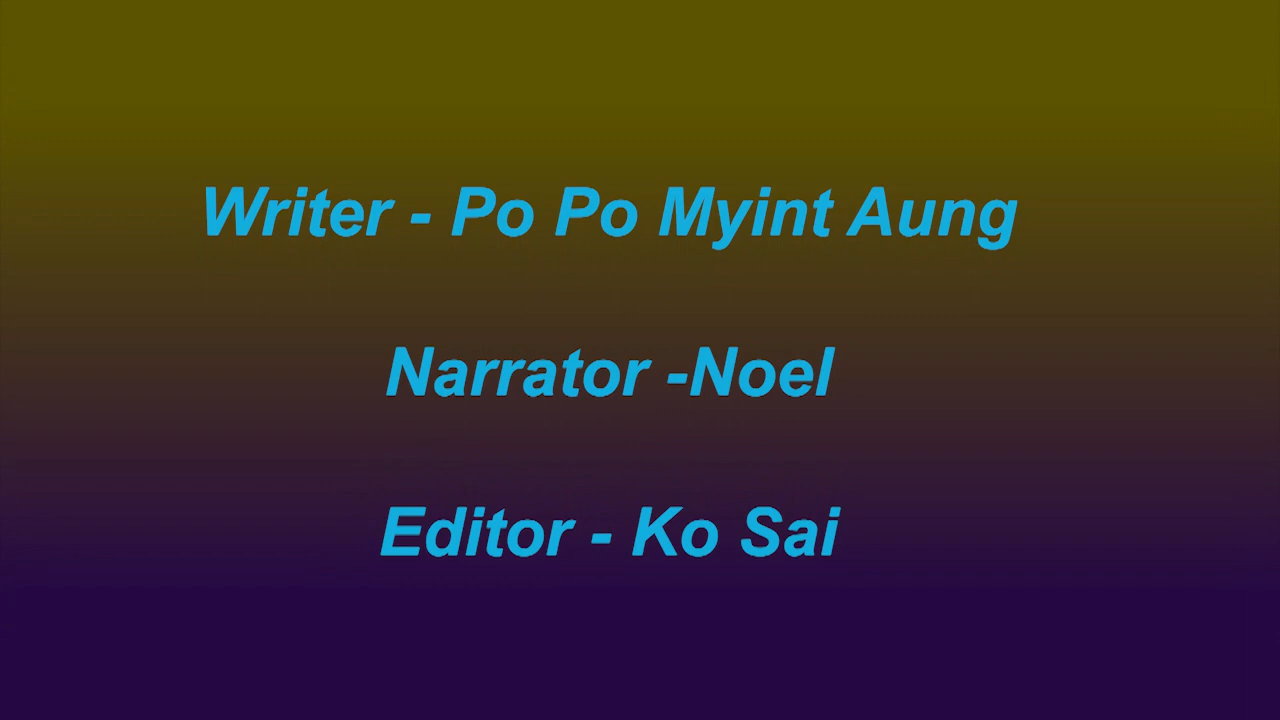 Writer - Po Po Myint Aung
Narrator -Noel
Editor - Ko Sai